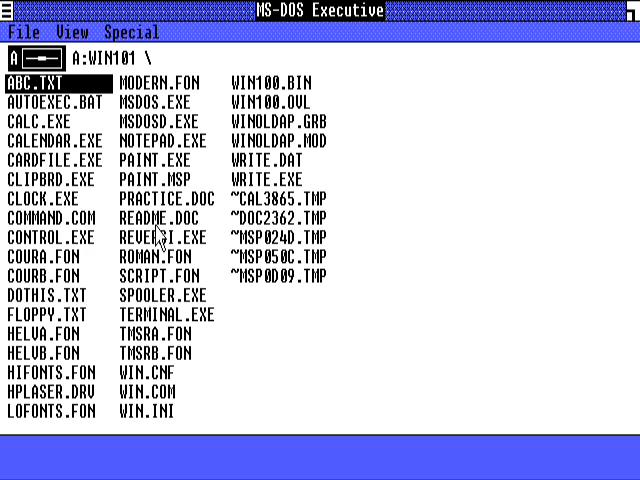 MS-DOS Executive
File View Special
A A:WIN101 \
ABC.TXT MODERN.FON WIN100.BIN
AUTOEXEC.BAT MSDOS.EXE WIN100.OVL
CALC.EXE MSDOSD.EXE WINOLDAP.GRB
CALENDAR.EXE NOTEPAD.EXE WINOLDAP.MOD
CARDFILE.EXE PAINT.EXE WRITE.DAT
CLIPBRD.EXE PAINT.MSP WRITE.EXE
CLOCK.EXE PRACTICE.DOC ~CAL3865.TMP
COMMAND.COM README.DOC ~DOC2362.TMP
CONTROL.EXE REVERSI.EXE ~MSP024D.TMP
COURA.FON ROMAN.FON ~MSP050C.TMP
COURB.FON SCRIPT.FON ~MSP0D09.TMP
DOTHIS.TXT SPOOLER.EXE
FLOPPY.TXT TERMINAL.EXE
HELVA.FON TMSRA.FON
HELVB.FON TMSRB.FON
HIFONTS.FON WIN.CNF
HPLASER.DRV WIN.COM
LOFONTS.FON WIN.INI